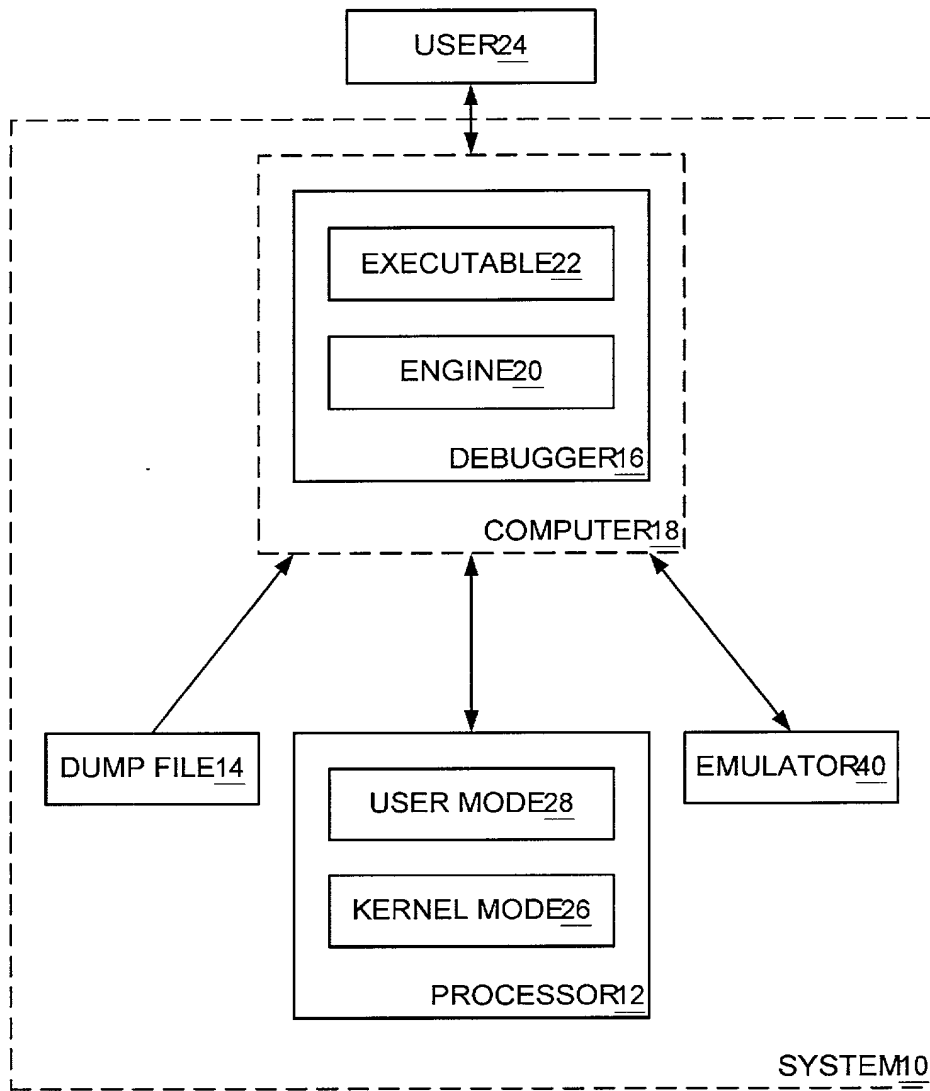 USER24
EXECUTABLE22
ENGINE20
DEBUGGER16
COMPUTER18
DUMP FILE14
USER MODE28
EMULATOR40
KERNEL MODE26
PROCESSOR12
SYSTEM10